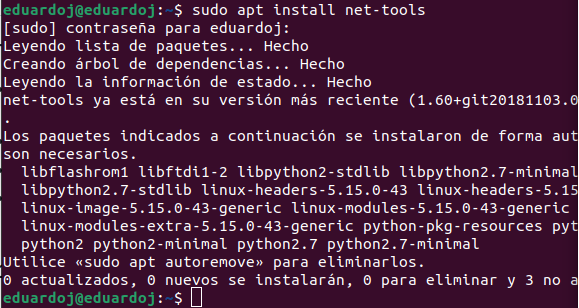 eduardoj@eduardoj:~$ sudo apt install net-tools
[sudo] contraseña para eduardoj:
Leyendo lista de paquetes... Hecho
Creando árbol de dependencias... Hecho
Leyendo la información de estado... Hecho
net-tools ya está en su versión más reciente (1.60+git20181103.0
.
Los paquetes indicados a continuación se instalaron de forma aut
son necesarios.
libflashrom1 libftdi1-2 libpython2-stdlib libpython2.7-minimal
libpython2.7-stdlib linux-headers-5.15.0-43 linux-headers-5.15
linux-image-5.15.0-43-generic linux-modules-5.15.0-43-generic
linux-modules-extra-5.15.0-43-generic python-pkg-resources pyt
python2 python2-minimal python2.7 python2.7-minimal
Utilice «sudo apt autoremove» para eliminarlos.
0 actualizados, 0 nuevos se instalarán, 0 para eliminar y 3 no a
eduardoj@eduardoj:~$